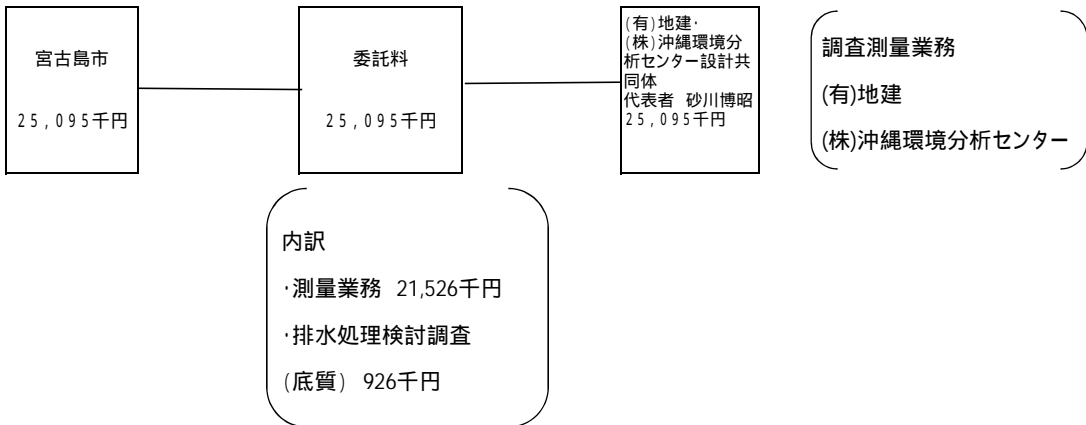 宮古島市
25,095千円
委託料
25,095千円
(有)地建・
(株)沖縄環境分
析センター設計共
同体
代表者 砂川博昭
25,095千円
調査測量業務
(有)地建
(株)沖縄環境分析センター
内訳
・測量業務 21,526千円
・排水処理検討調査
(底質) 926千円